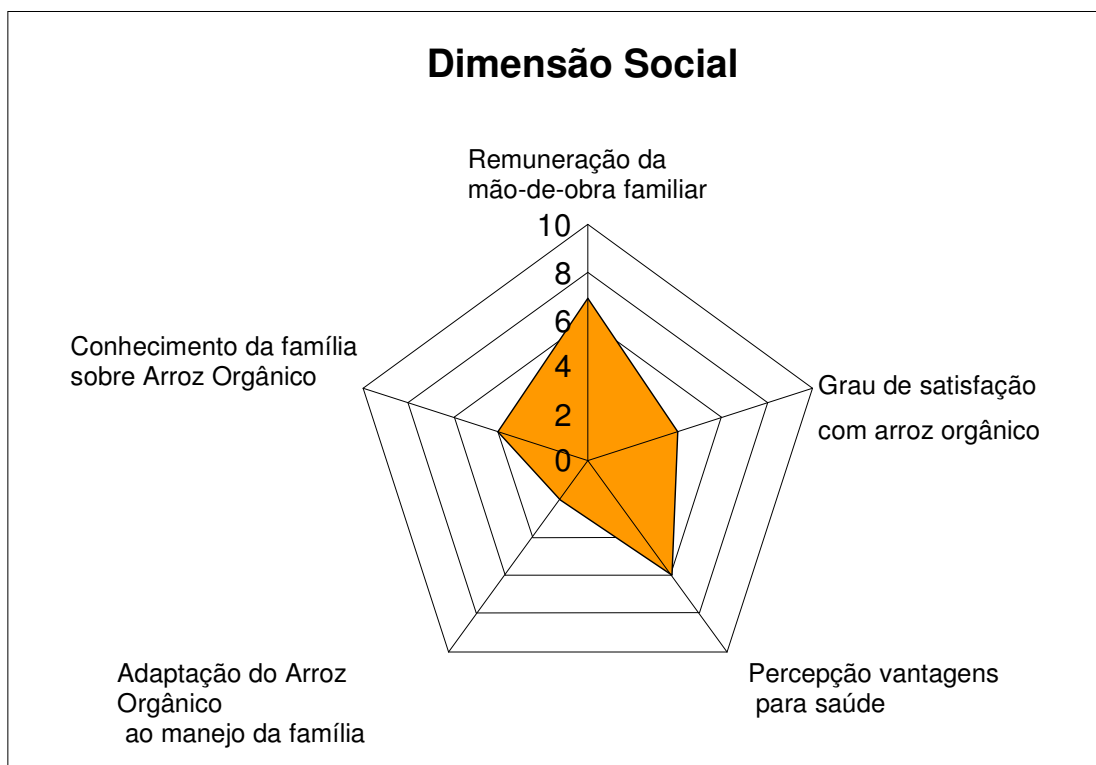 Dimensão Social
Remuneração da
mão-de-obra familiar
10
8
6
4
2
0
Conhecimento da família
sobre Arroz Orgânico
Grau de satisfação
com arroz orgânico
Adaptação do Arroz
Orgânico
ao manejo da família
Percepção vantagens
para saúde